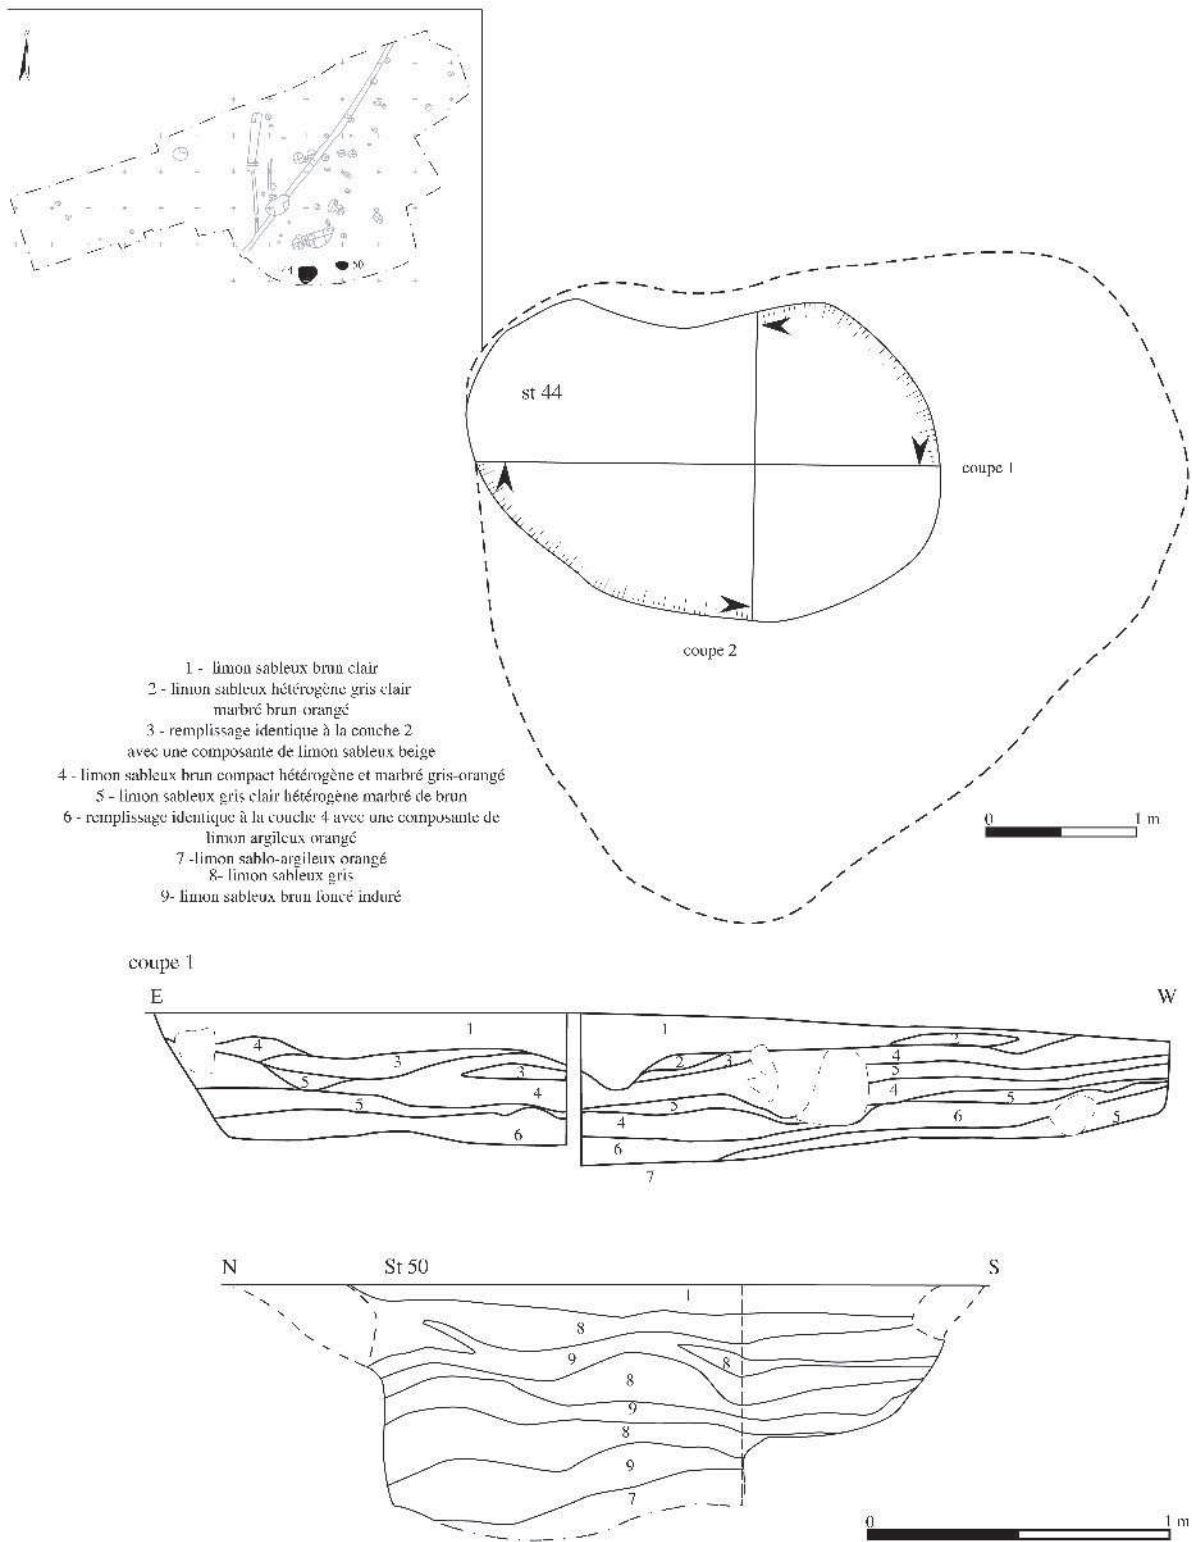 50
st 44
coupe 1
coupe 2
1 - limon sableux brun clair
2 - limon sableux hétérogène gris clair
marbré brun-orangé
3 - remplissage identique à la couche 2
avec une composante de limon sableux beige
4 - limon sableux brun compact hétérogène et marbré gris-orangé
5 - limon sableux gris clair hétérogène marbré de brun
6 - remplissage identique à la couche 4 avec une composante de
limon argileux orangé
7 -limon sablo-argileux orangé
8- limon sableux gris
9- limon sableux brun foncé induré
0 1 m
coupe 1
E W
1 1
4 3 3 4 5 5 6
2 3 4 5 4 5 6 5 5 4 6 7
N St 50 S
1
8
9 8
8
9
8
9
7
0 1 m